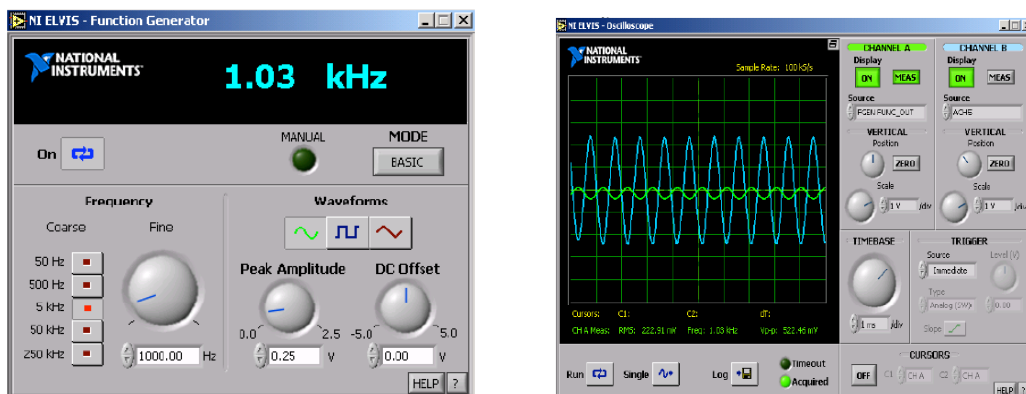 NI ELVIS - Function Generator
NATIONAL
INSTRUMENTS
1.03 kHz
On
MANUAL
MODE
BASIC
Frequency
Coarse
Fine
50 Hz
500 Hz
5 kHz
50 kHz
250 kHz
1000.00 Hz
Waveforms
Peak Amplitude
0.0 2.5
0.25 V
DC Offset
-5.0 5.0
0.00 V
HELP ?
NI ELVIS - Oscilloscope
NATIONAL
INSTRUMENTS
Sample Rate: 100 kS/s
Cursors: C1: C2: dT:
CH A Meas: RMS: 222.91 mV Freq: 1.03 kHz Vp-p: 522.46 mV
Run
Single
Log
Timeout
Acquired
CHANNEL A
Display
ON MEAS
Source
FGEN FUNC_OUT
VERTICAL
Position
ZERO
Scale
1 V /div
CHANNEL B
Display
ON MEAS
Source
VERTICAL
Position
ZERO
Scale
1 V /div
TIMEBASE
1 ms /div
TRIGGER
Source
Immediate
Level (V)
Type
Analog (SW)
0.00
Slope
CURSORS
OFF C1 CH A C2 CH A
HELP